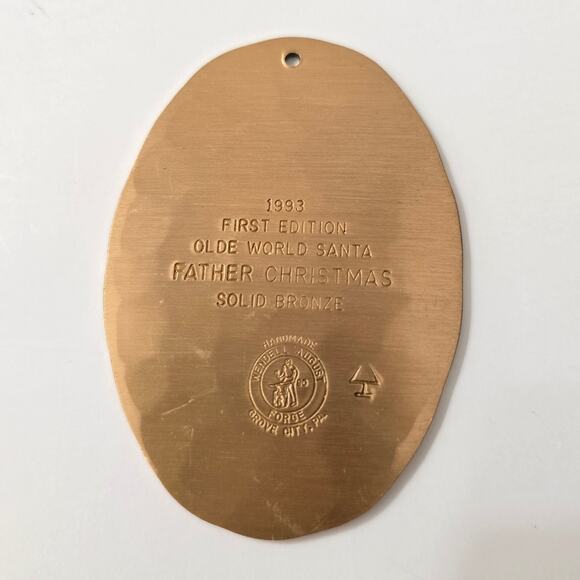 1993
FIRST EDITION
OLDE WORLD SANTA
FATHER CHRISTMAS
SOLID BRONZE
HANDMADE
WENDELL AUGUST
FORGE
GROVE CITY, PA.